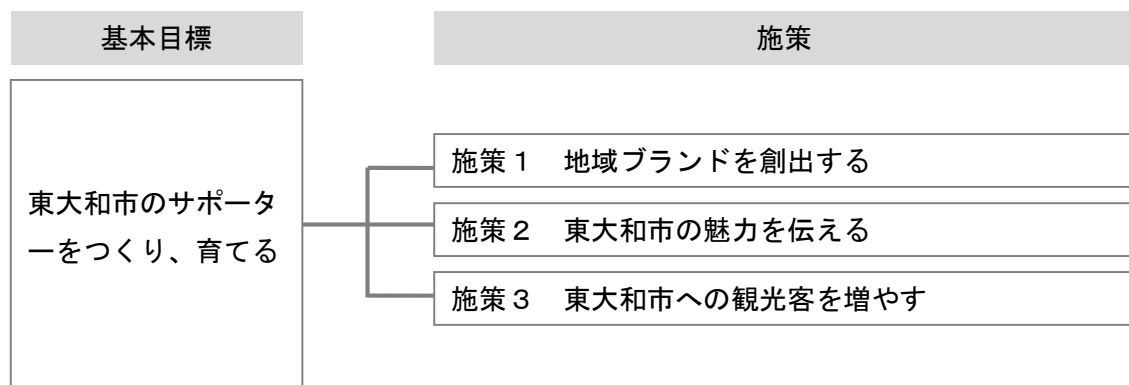 基本目標
施策
東大和市のサポータ
ーをつくり、育てる
施策１　地域ブランドを創出する
施策２　東大和市の魅力を伝える
施策３　東大和市への観光客を増やす